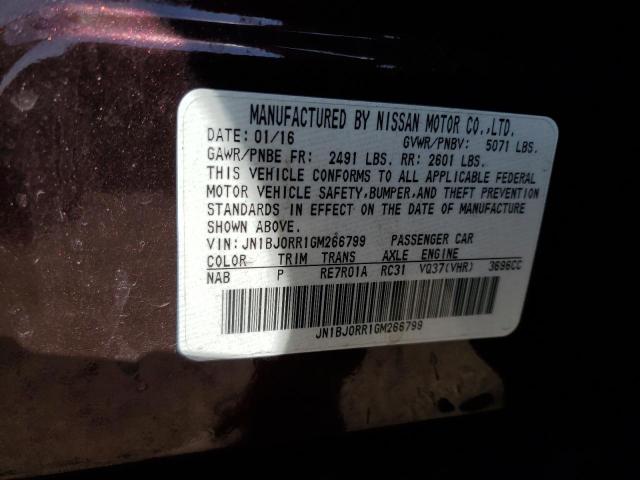 MANUFACTURED BY NISSAN MOTOR CO.,LTD.
DATE: 01/16 GVWR/PNBV: 5071 LBS.
GAWR/PNBE FR: 2491 LBS. RR: 2601 LBS.
THIS VEHICLE CONFORMS TO ALL APPLICABLE FEDERAL
MOTOR VEHICLE SAFETY,BUMPER,AND THEFT PREVENTION
STANDARDS IN EFFECT ON THE DATE OF MANUFACTURE
SHOWN ABOVE.
VIN: JN1BJ0RR1GM266799 PASSENGER CAR
COLOR TRIM TRANS AXLE ENGINE
NAB P RE7R01A RC31 VQ37(VHR) 3696CC
JN1BJ0RR1GM266799